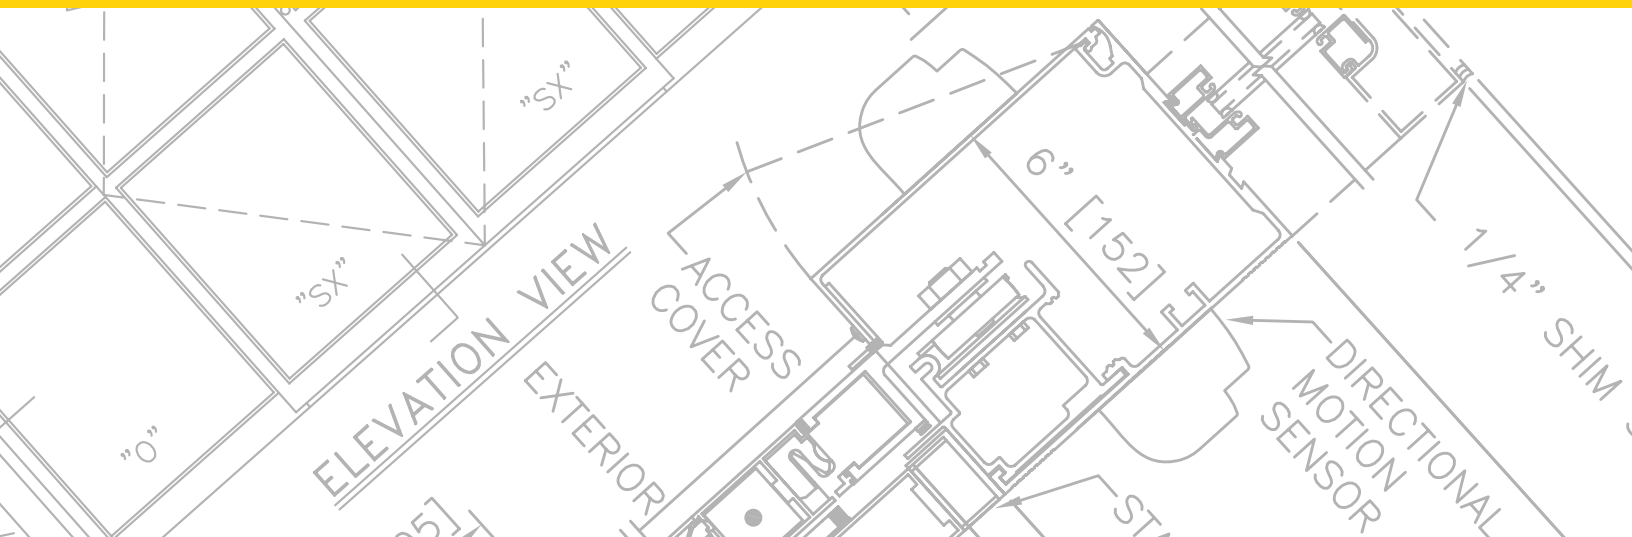 "SX"
"SX"
"O"
ELEVATION VIEW
EXTERIOR
ACCESS
COVER
6" [152]
1/4" SHIM
DIRECTIONAL
MOTION
SENSOR